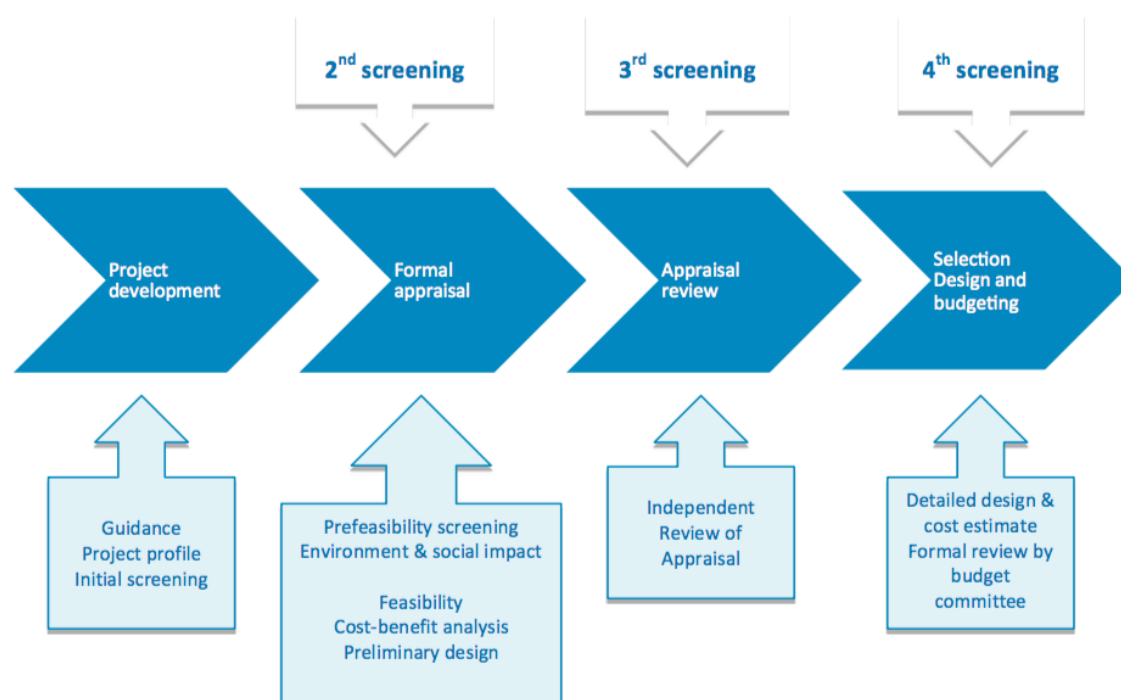 2nd screening
3rd screening
4th screening
Project
development
Formal
appraisal
Appraisal
review
Selection
Design and
budgeting
Guidance
Project profile
Initial screening
Prefeasibility screening
Environment & social impact
Feasibility
Cost-benefit analysis
Preliminary design
Independent
Review of
Appraisal
Detailed design &
cost estimate
Formal review by
budget
committee